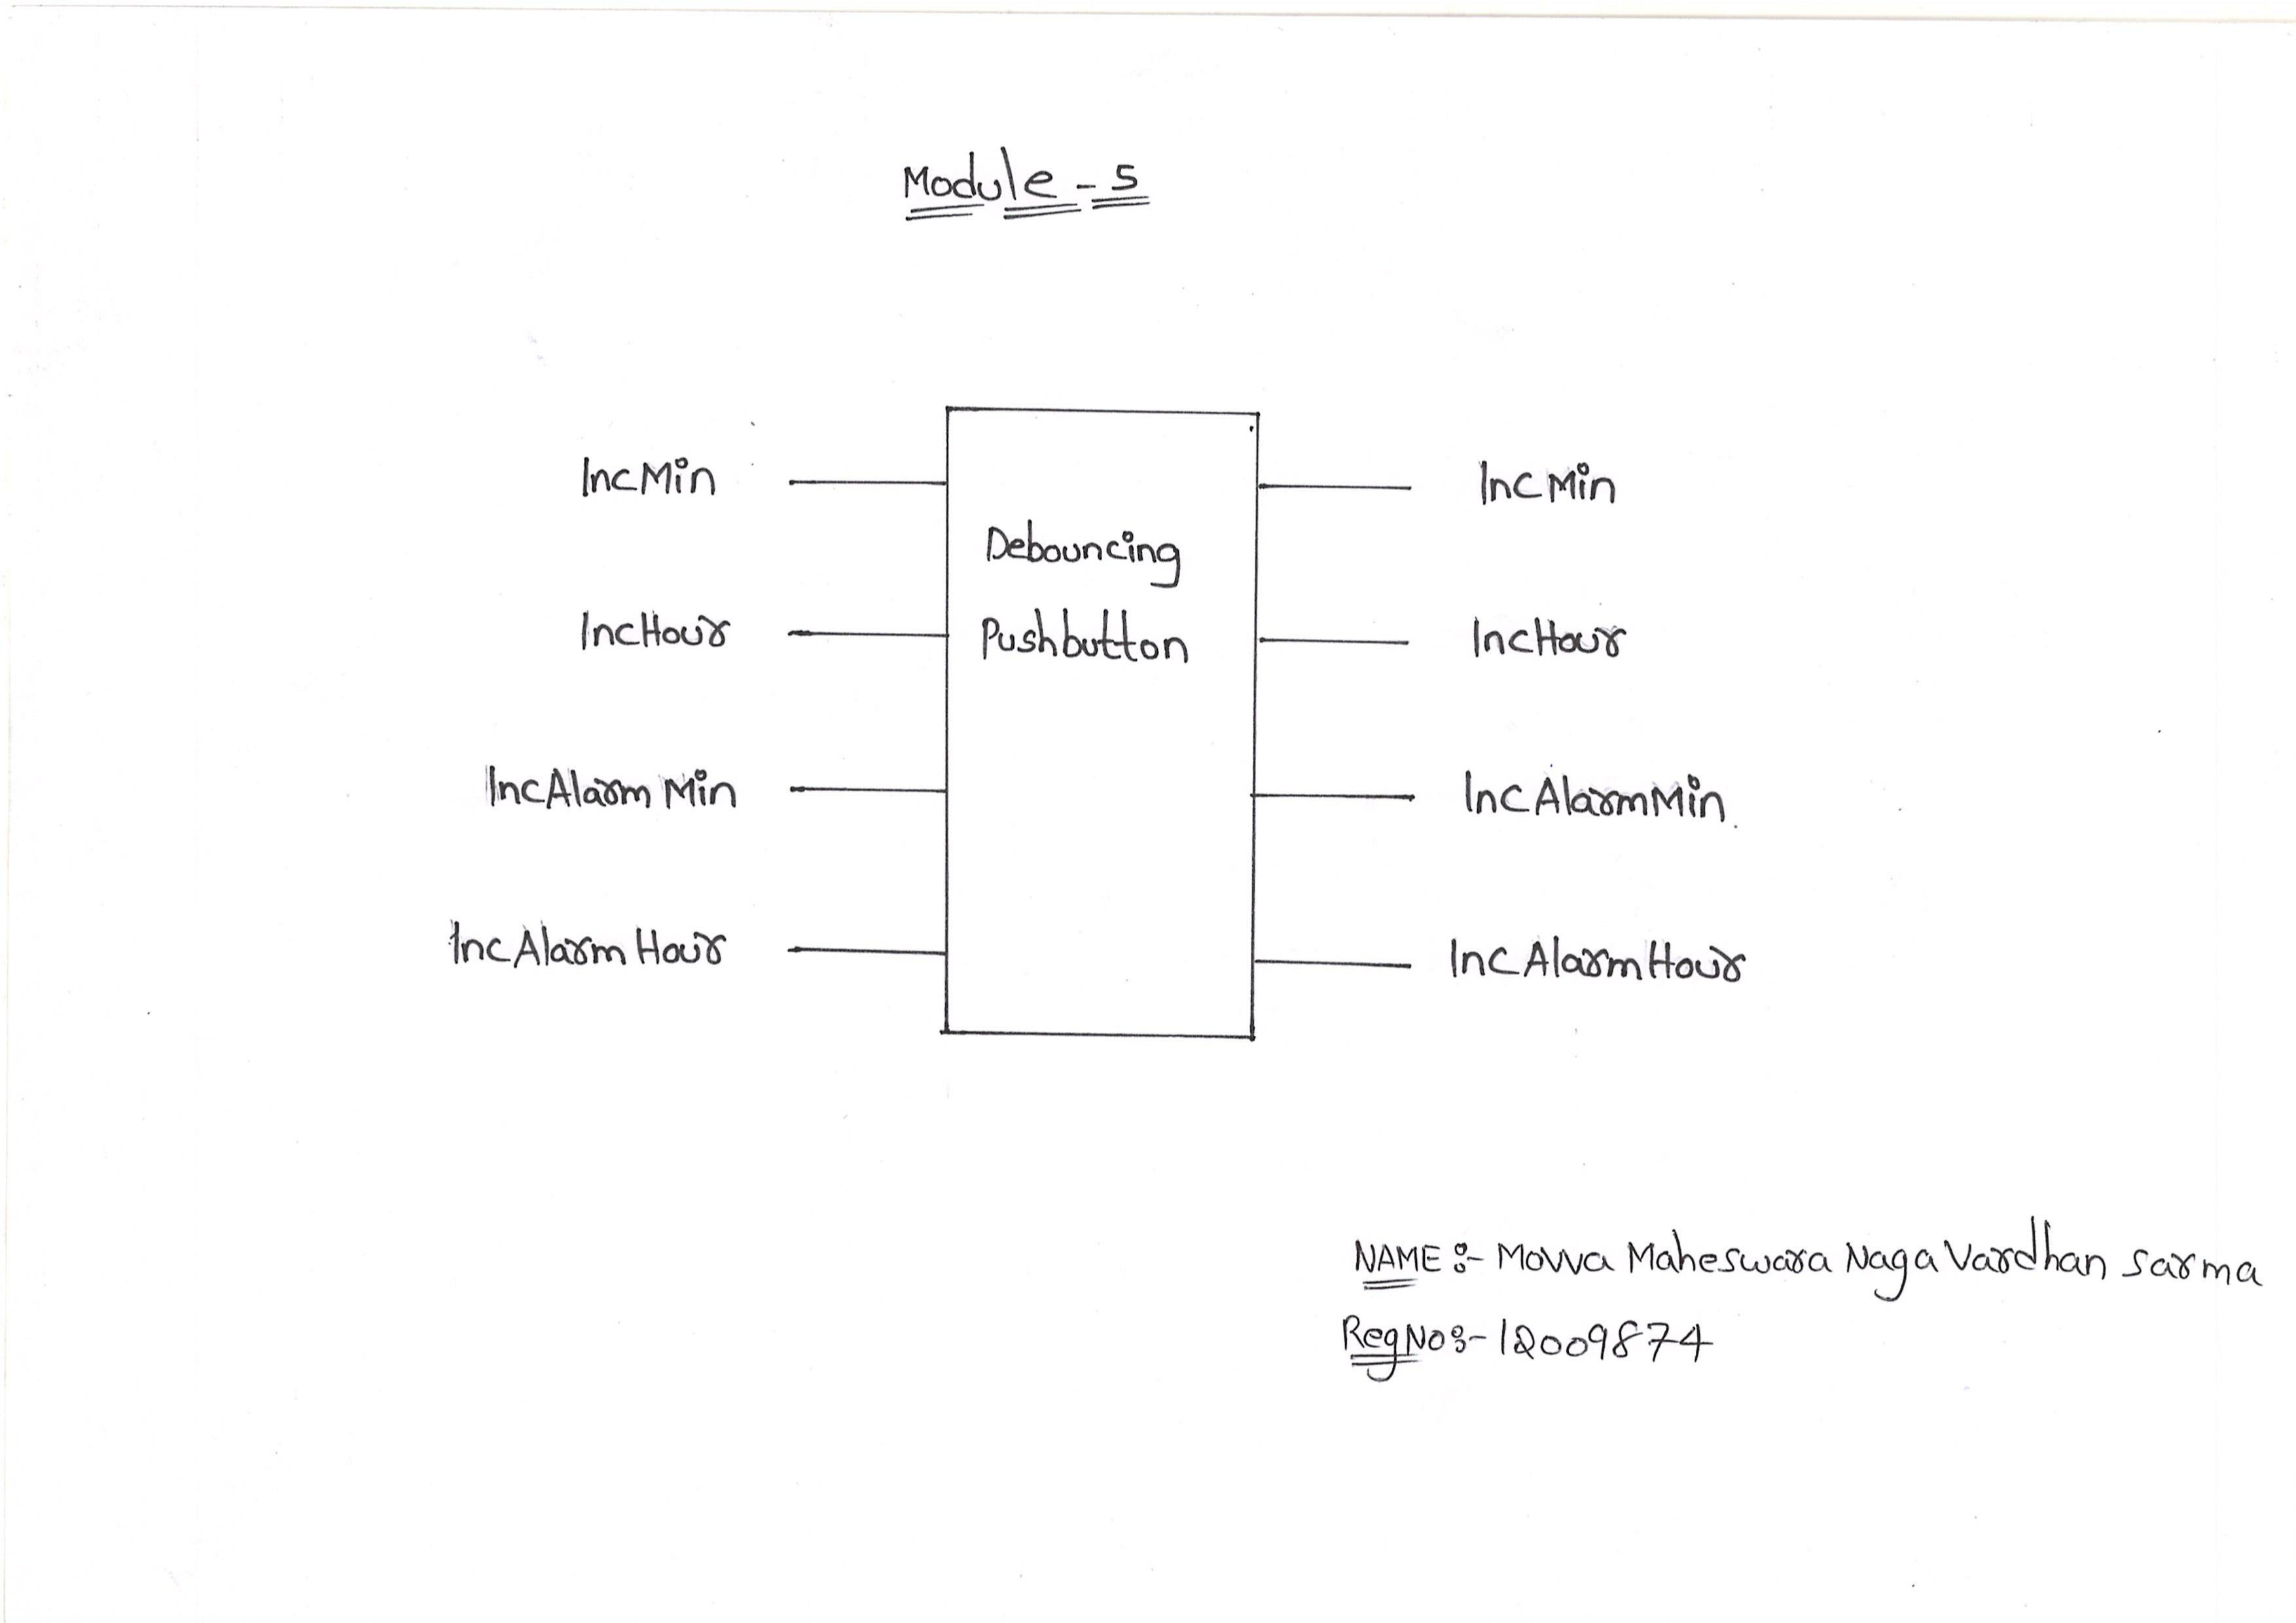 Module - 5
IncMin
IncMin
Debouncing
IncHour
Pushbutton
IncHour
IncAlarm Min
IncAlarmMin
IncAlarm Hour
IncAlarmHour
NAME :- Movva Maheswara Naga Vardhan Sarma
RegNo:- 12009874